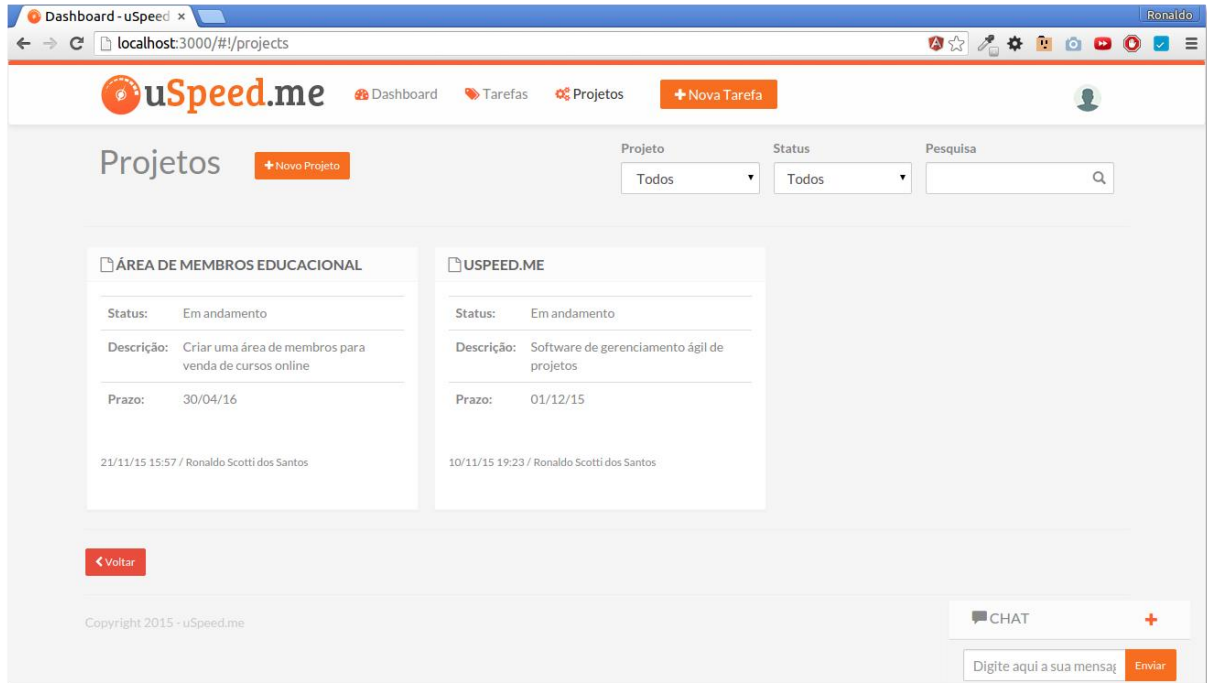 Dashboard - uSpeed
Ronaldo
localhost:3000/#!/projects
uSpeed.me
Dashboard
Tarefas
Projetos
Nova Tarefa
Projetos
Novo Projeto
Projeto
Todos
Status
Todos
Pesquisa
ÁREA DE MEMBROS EDUCACIONAL
Status: Em andamento
Descrição: Criar uma área de membros para
venda de cursos online
Prazo: 30/04/16
21/11/15 15:57 / Ronaldo Scotti dos Santos
USPEED.ME
Status: Em andamento
Descrição: Software de gerenciamento ágil de
projetos
Prazo: 01/12/15
10/11/15 19:23 / Ronaldo Scotti dos Santos
Voltar
Copyright 2015 - uSpeed.me
CHAT
Digite aqui a sua mensag
Enviar